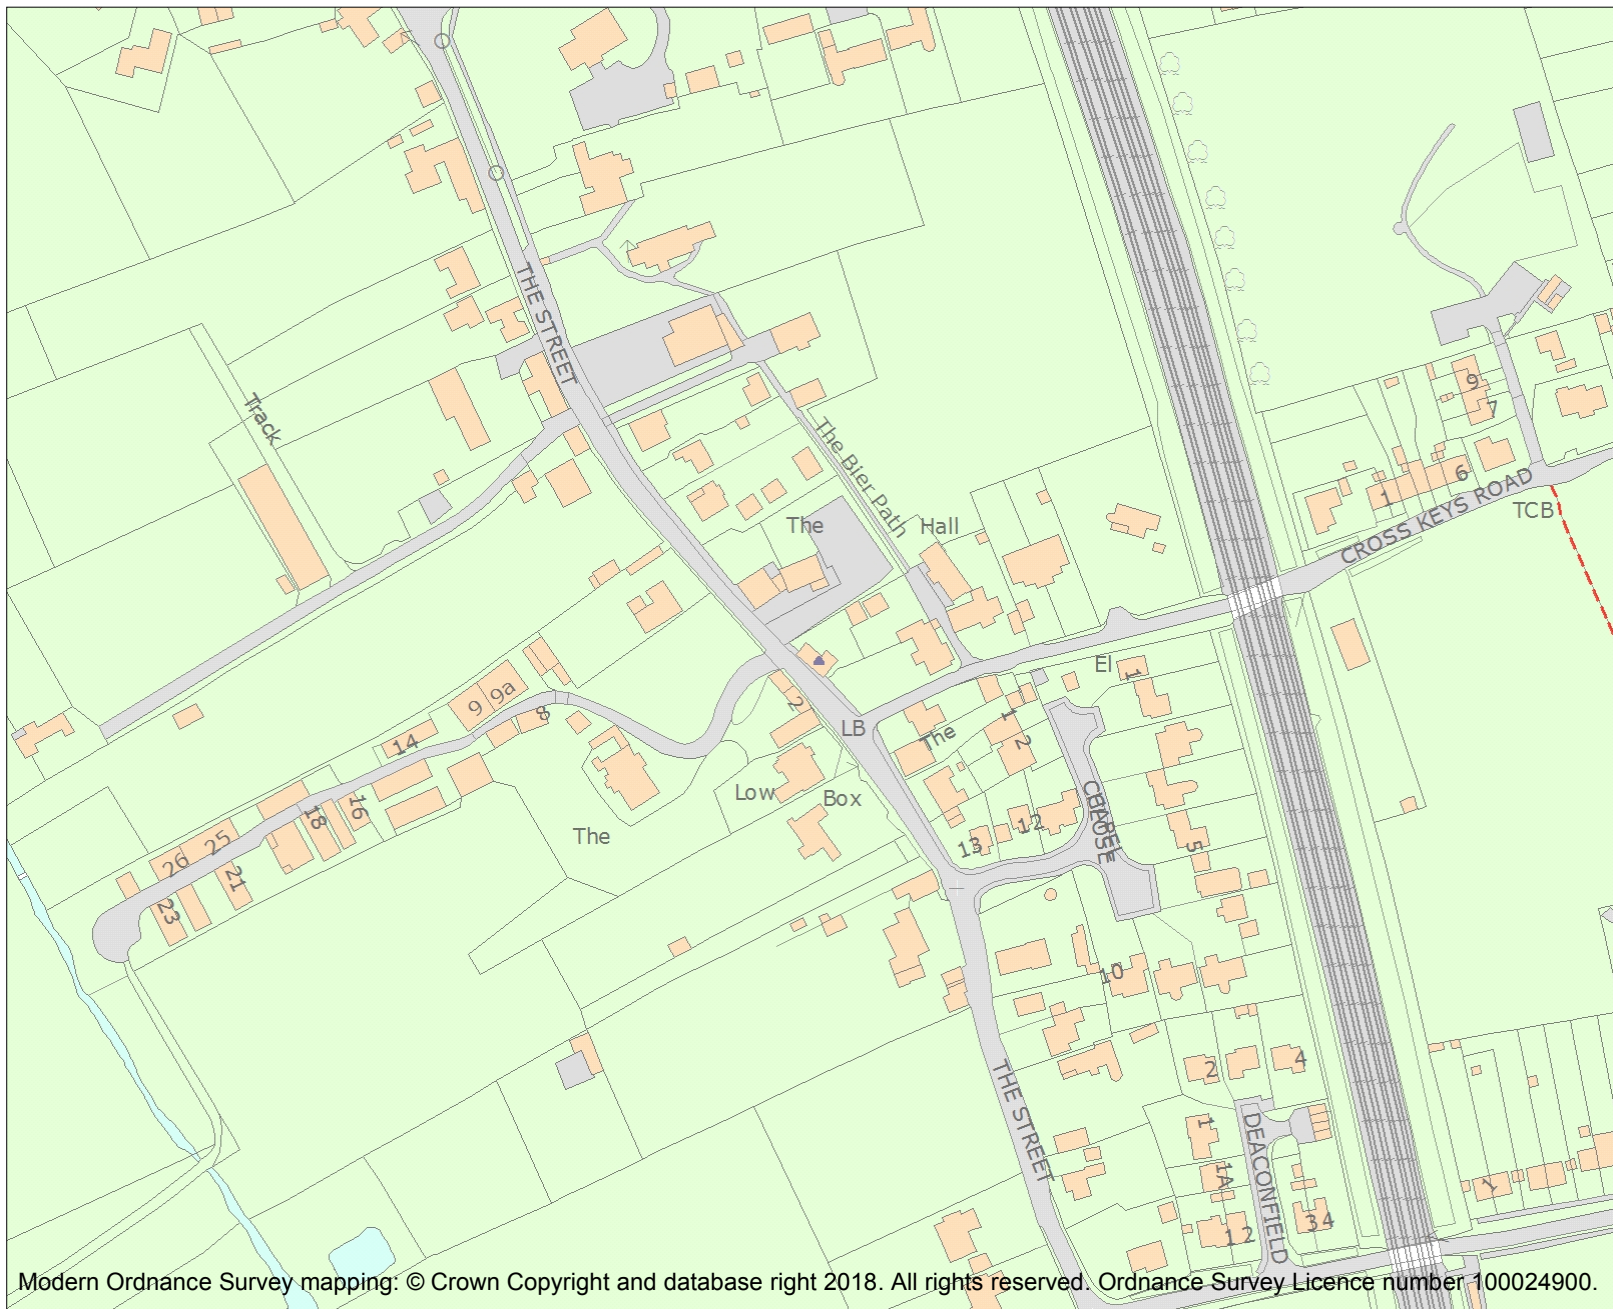 THE STREET
Track
The Bier Path
The
Hall
9
7
6
1
CROSS KEYS ROAD
TCB
El
1
9
9a
8
14
2
LB
The
1
2
Low
Box
The
CHAPEL
CLOSE
12
13
5
16
18
25
26
21
23
10
THE STREET
2
4
1
1A
DEACONFIELD
1 2
3 4
1
Modern Ordnance Survey mapping: © Crown Copyright and database right 2018. All rights reserved. Ordnance Survey Licence number 100024900.